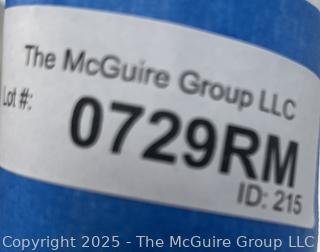 The McGuire Group LLC
Lot #:
0729RM
ID: 215
Copyright 2025 - The McGuire Group LLC